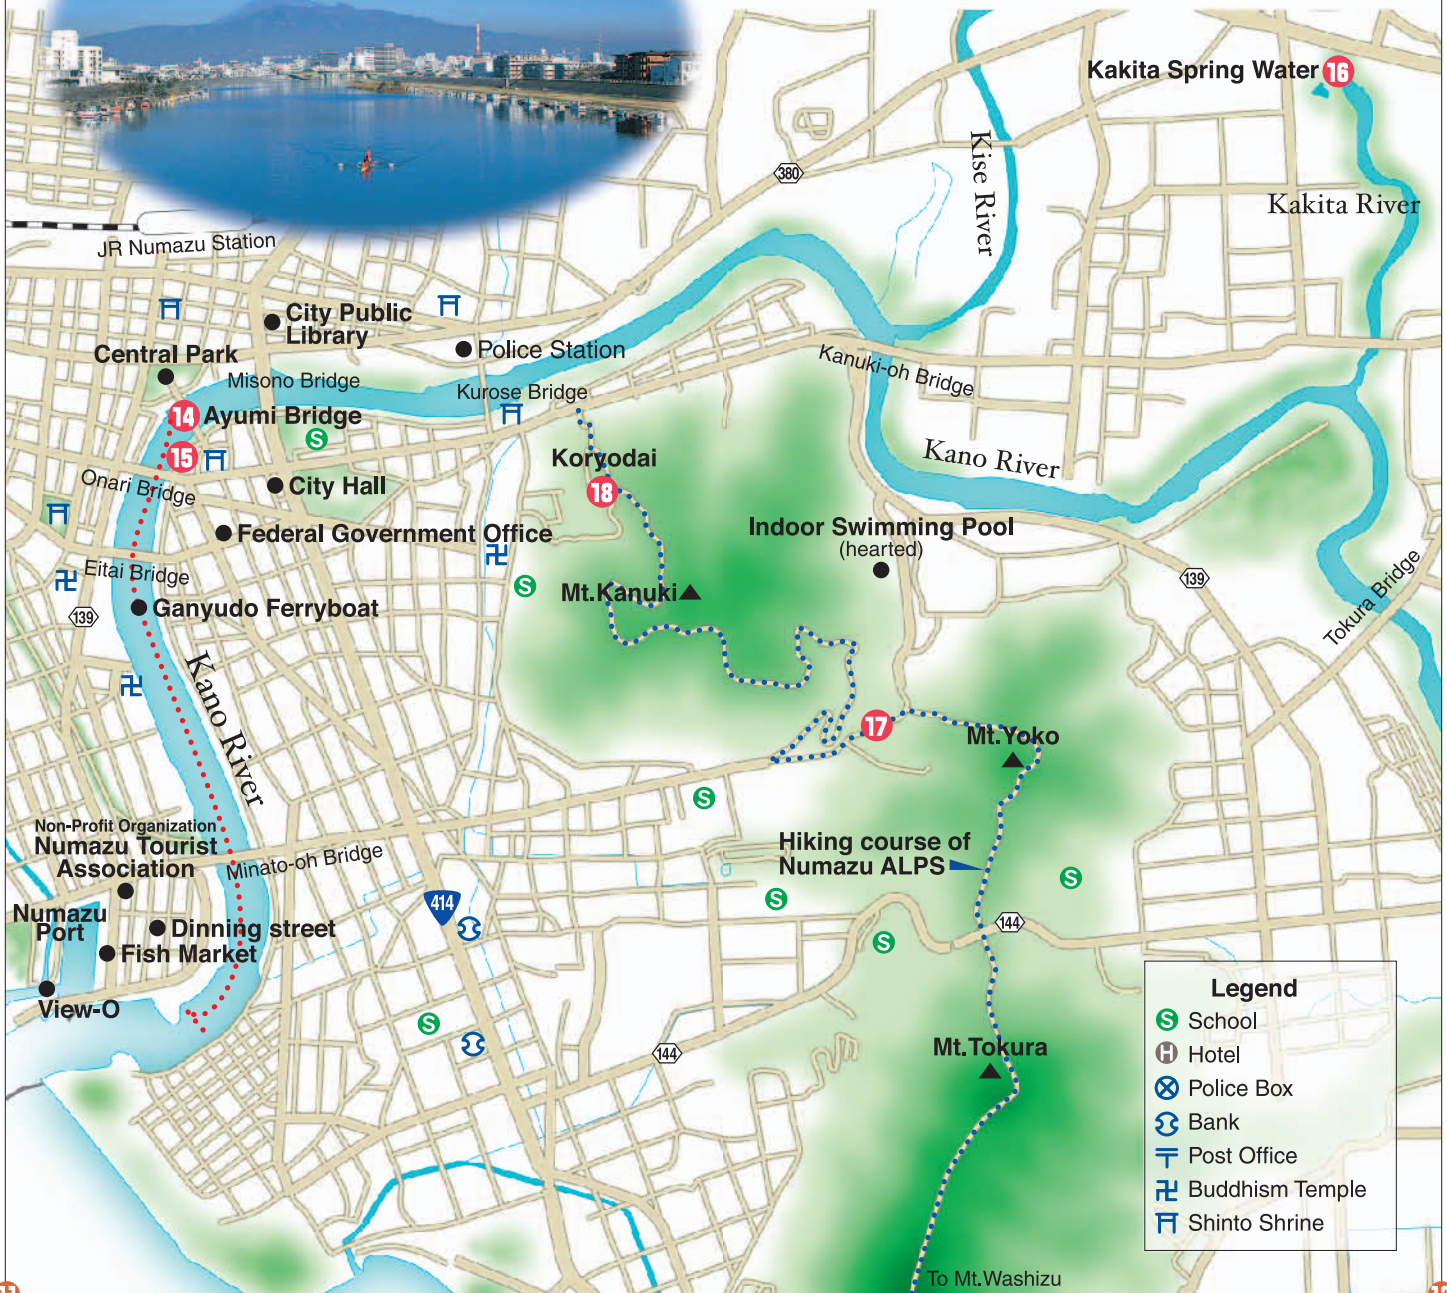 Kakita Spring Water 16
380
Kise River
Kakita River
JR Numazu Station
City Public
Library
Police Station
Central Park
Misono Bridge
Kurose Bridge
Kanuki-oh Bridge
14 Ayumi Bridge
15
S
Onari Bridge
City Hall
Koryodai
18
Kano River
Federal Government Office
Indoor Swimming Pool
(hearted)
Eitai Bridge
139
Ganyudo Ferryboat
S
Mt.Kanuki
139
Tokura Bridge
Kano River
17
Mt.Yoko
S
Non-Profit Organization
Numazu Tourist
Association
Minato-oh Bridge
Hiking course of
Numazu ALPS
S
S
414
Numazu
Port
Dinning street
Fish Market
144
S
View-O
S
144
Mt.Tokura
Legend
S School
H Hotel
Police Box
Bank
Post Office
Buddhism Temple
Shinto Shrine
To Mt.Washizu